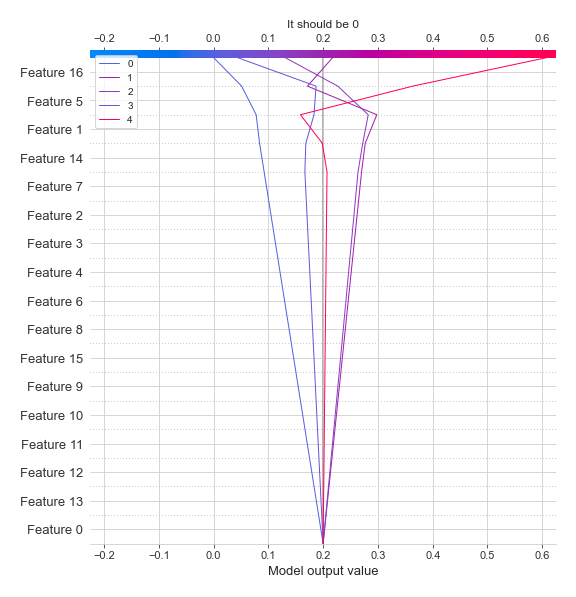 It should be 0
−0.2 −0.1 0.0 0.1 0.2 0.3 0.4 0.5 0.6
0
1
2
3
4
Feature 16
Feature 5
Feature 1
Feature 14
Feature 7
Feature 2
Feature 3
Feature 4
Feature 6
Feature 8
Feature 15
Feature 9
Feature 10
Feature 11
Feature 12
Feature 13
Feature 0
−0.2 −0.1 0.0 0.1 0.2 0.3 0.4 0.5 0.6
Model output value